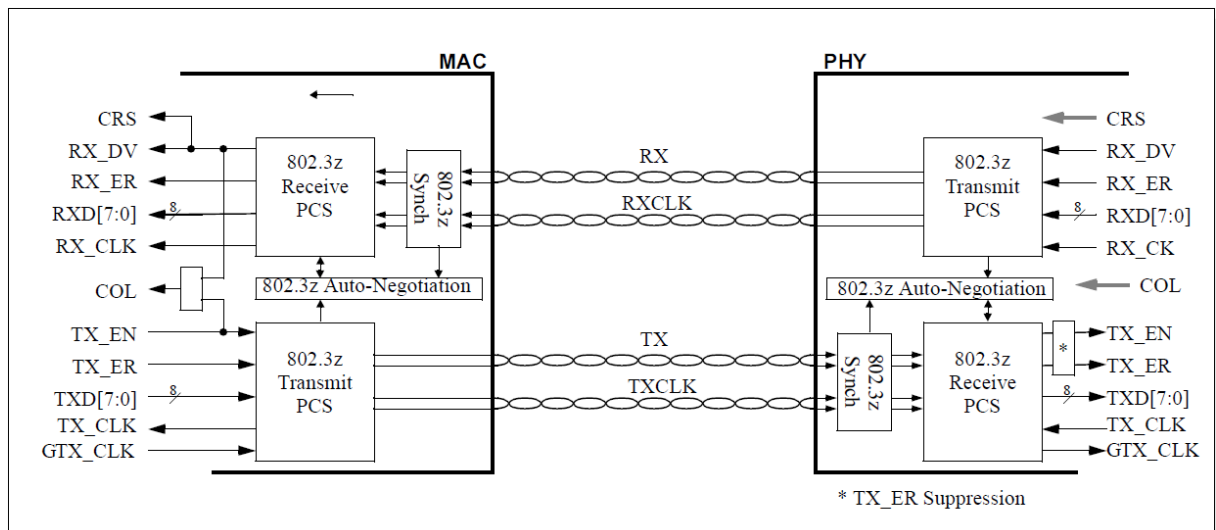 MAC
PHY
CRS
RX_DV
RX_ER
RXD[7:0]
8
RX_CLK
COL
TX_EN
TX_ER
TXD[7:0]
8
TX_CLK
GTX_CLK
802.3z
Receive
PCS
802.3z
Synch
802.3z Auto-Negotiation
802.3z
Transmit
PCS
RX
RXCLK
TX
TXCLK
802.3z
Transmit
PCS
802.3z Auto-Negotiation
802.3z
Synch
802.3z
Receive
PCS
*
CRS
RX_DV
RX_ER
8
RXD[7:0]
RX_CK
COL
TX_EN
TX_ER
8
TXD[7:0]
TX_CLK
GTX_CLK
* TX_ER Suppression